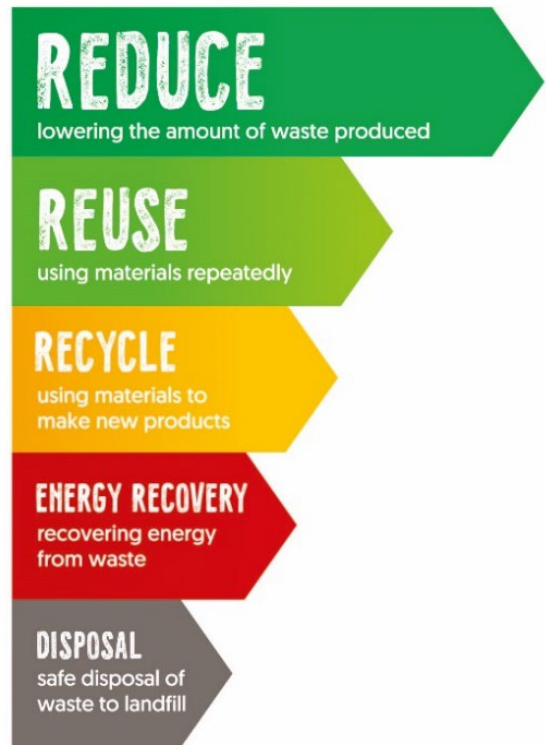 REDUCE
lowering the amount of waste produced
REUSE
using materials repeatedly
RECYCLE
using materials to
make new products
ENERGY RECOVERY
recovering energy
from waste
DISPOSAL
safe disposal of
waste to landfill